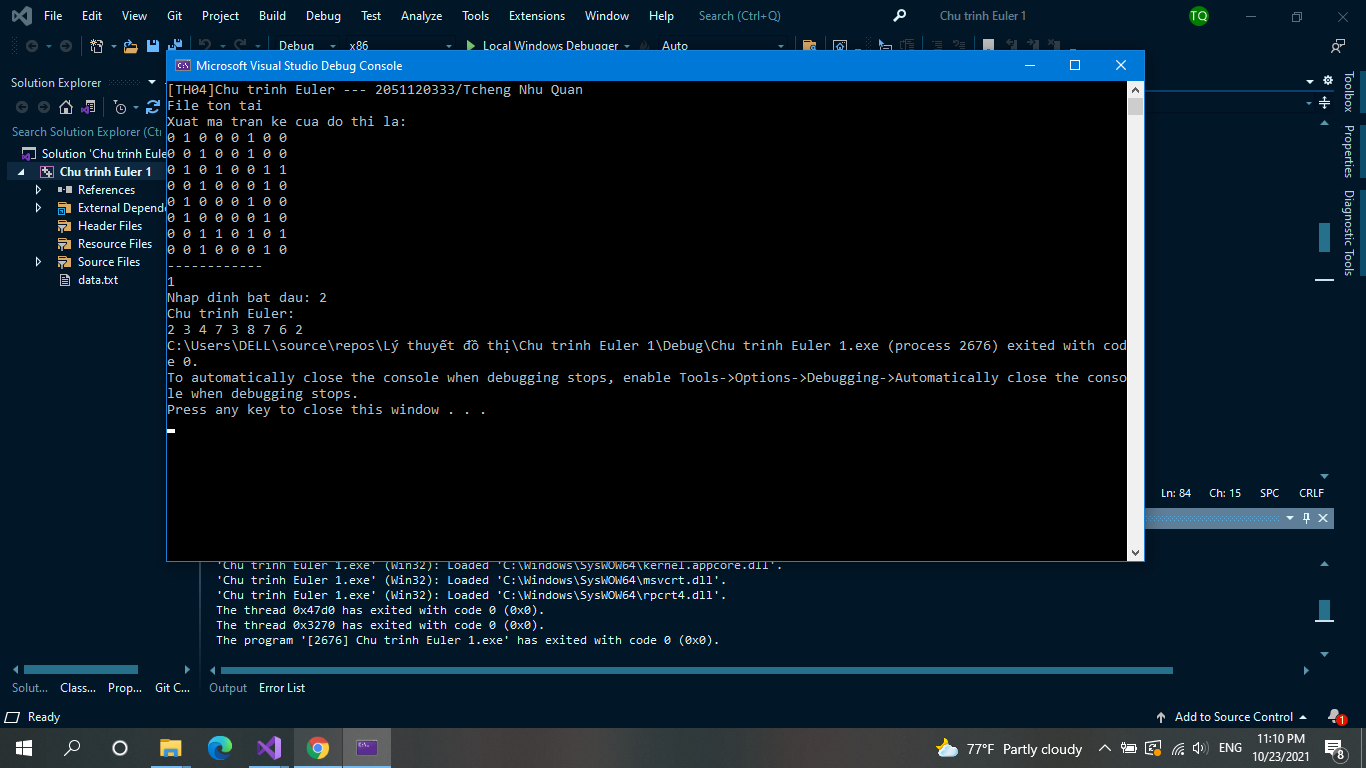 File Edit View Git Project Build Debug Test Analyze Tools Extensions Window Help Search (Ctrl+Q) Chu trinh Euler 1 TQ
Debug x86 Local Windows Debugger Auto
Microsoft Visual Studio Debug Console
Solution Explorer
Search Solution Explorer (Ctr
Solution 'Chu trinh Eule
Chu trinh Euler 1
References
External Depende
Header Files
Resource Files
Source Files
data.txt
[TH04]Chu trinh Euler --- 2051120333/Tcheng Nhu Quan
File ton tai
Xuat ma tran ke cua do thi la:
0 1 0 0 0 1 0 0
0 0 1 0 0 1 0 0
0 1 0 1 0 0 1 1
0 0 1 0 0 0 1 0
0 1 0 0 0 1 0 0
0 1 0 0 0 0 1 0
0 0 1 1 0 1 0 1
0 0 1 0 0 0 1 0
------------
1
Nhap dinh bat dau: 2
Chu trinh Euler:
2 3 4 7 3 8 7 6 2
C:\Users\DELL\source\repos\Lý thuyết đồ thị\Chu trinh Euler 1\Debug\Chu trinh Euler 1.exe (process 2676) exited with cod
e 0.
To automatically close the console when debugging stops, enable Tools->Options->Debugging->Automatically close the conso
le when debugging stops.
Press any key to close this window . . .
Toolbox
Properties
Diagnostic Tools
Ln: 84 Ch: 15 SPC CRLF
'Chu trinh Euler 1.exe' (Win32): Loaded 'C:\Windows\SysWOW64\kernel.appcore.dll'.
'Chu trinh Euler 1.exe' (Win32): Loaded 'C:\Windows\SysWOW64\msvcrt.dll'.
'Chu trinh Euler 1.exe' (Win32): Loaded 'C:\Windows\SysWOW64\rpcrt4.dll'.
The thread 0x47d0 has exited with code 0 (0x0).
The thread 0x3270 has exited with code 0 (0x0).
The program '[2676] Chu trinh Euler 1.exe' has exited with code 0 (0x0).
Solut... Class... Prop... Git C... Output Error List
Ready Add to Source Control 1
77°F Partly cloudy ENG 11:10 PM
10/23/2021 8